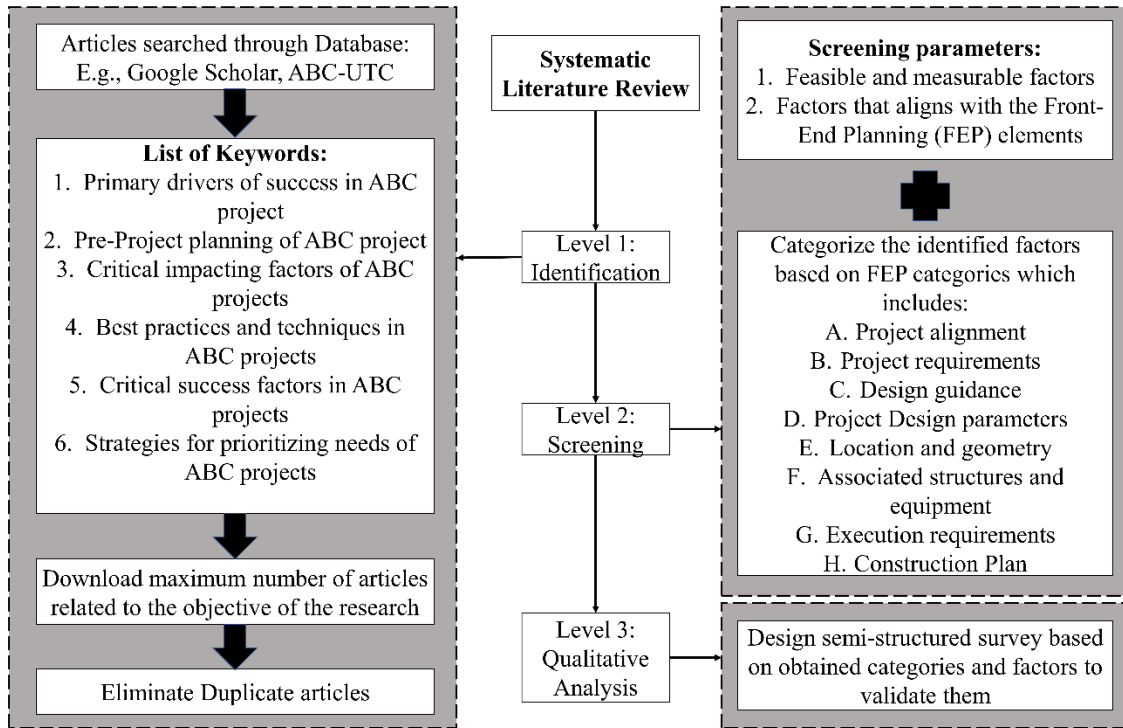 Articles searched through Database:
E.g., Google Scholar, ABC-UTC
List of Keywords:
1. Primary drivers of success in ABC
project
2. Pre-Project planning of ABC project
3. Critical impacting factors of ABC
projects
4. Best practices and techniques in
ABC projects
5. Critical success factors in ABC
projects
6. Strategies for prioritizing needs of
ABC projects
Download maximum number of articles
related to the objective of the research
Eliminate Duplicate articles
Systematic
Literature Review
Level 1:
Identification
Level 2:
Screening
Level 3:
Qualitative
Analysis
Screening parameters:
1. Feasible and measurable factors
2. Factors that aligns with the Front-
End Planning (FEP) elements
Categorize the identified factors
based on FEP categories which
includes:
A. Project alignment
B. Project requirements
C. Design guidance
D. Project Design parameters
E. Location and geometry
F. Associated structures and
equipment
G. Execution requirements
H. Construction Plan
Design semi-structured survey based
on obtained categories and factors to
validate them